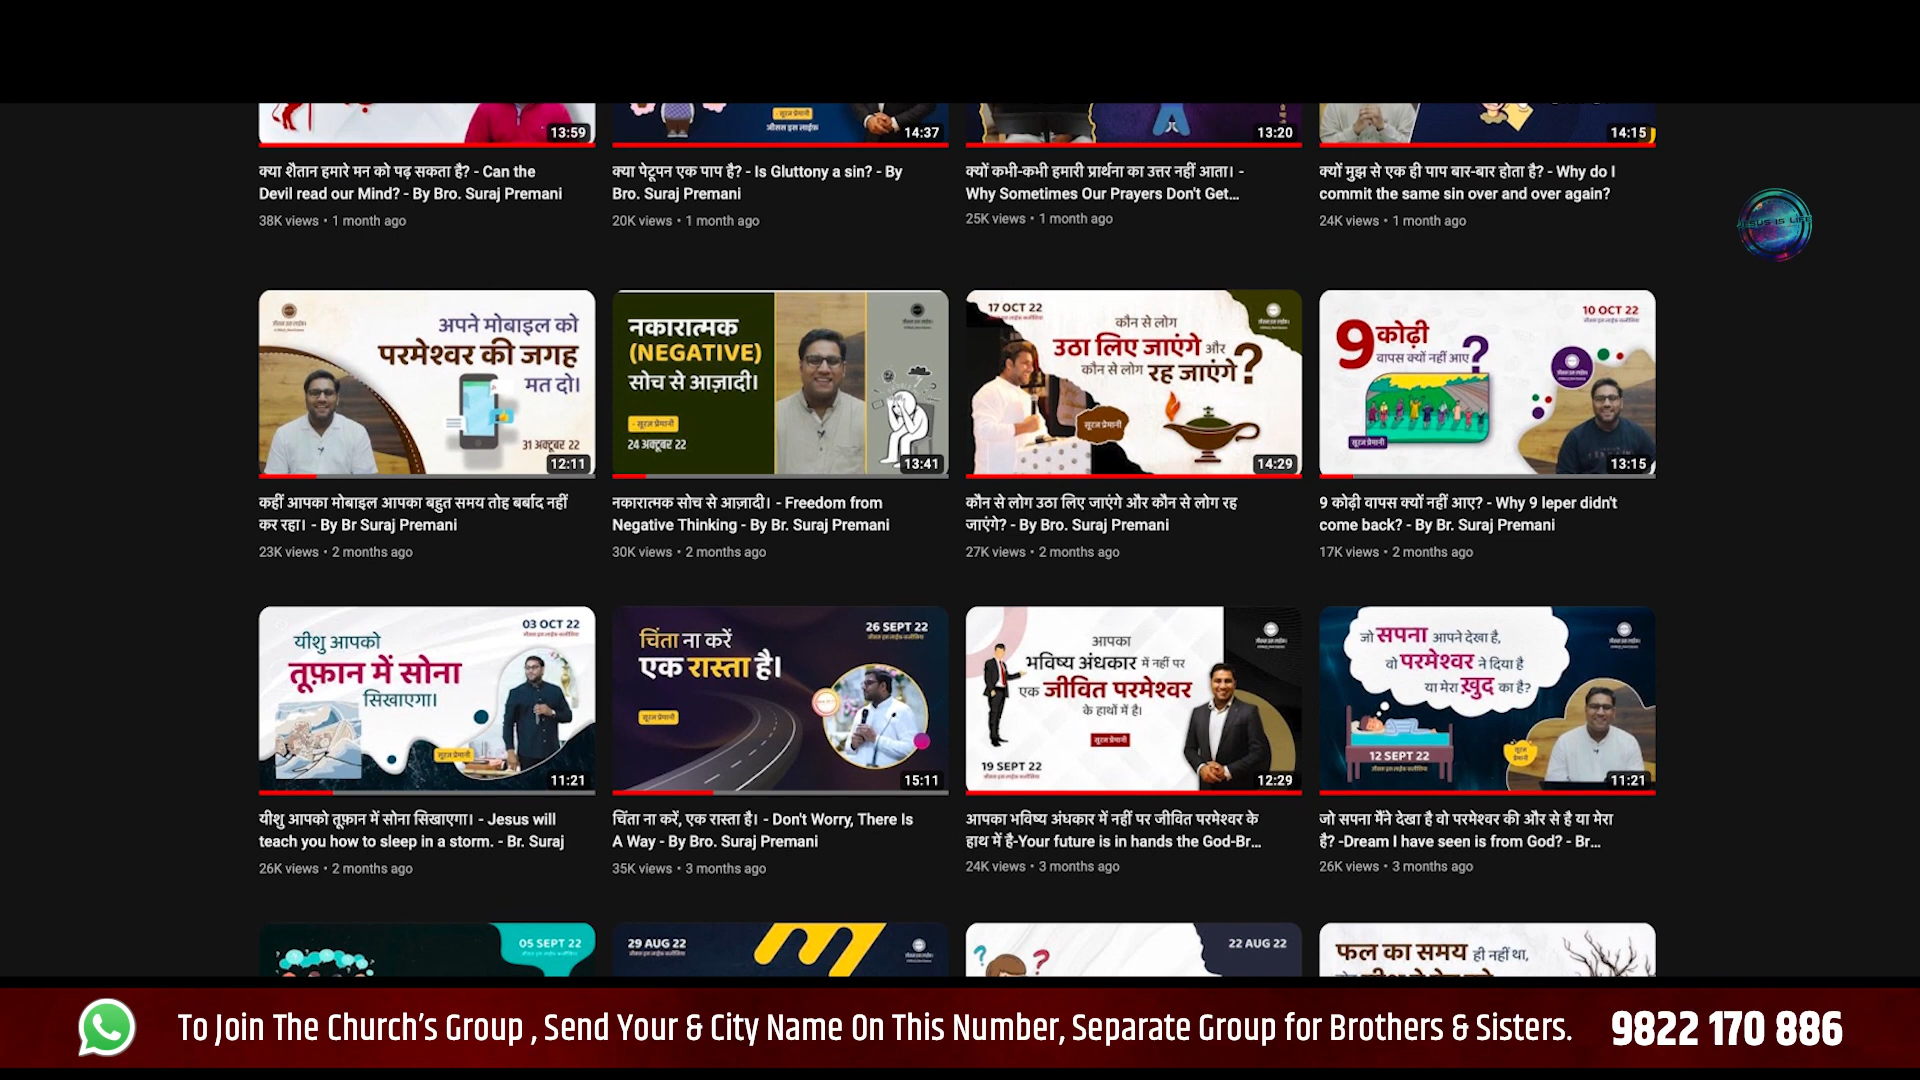 13:59
14:37
13:20
14:15
सूरज प्रेमानी
जीसस इस लाईफ़
क्या शैतान हमारे मन को पढ़ सकता है? - Can the
Devil read our Mind? - By Bro. Suraj Premani
38K views • 1 month ago
क्या पेटूपन एक पाप है? - Is Gluttony a sin? - By
Bro. Suraj Premani
20K views • 1 month ago
क्यों कभी-कभी हमारी प्रार्थना का उत्तर नहीं आता। -
Why Sometimes Our Prayers Don't Get...
25K views • 1 month ago
क्यों मुझ से एक ही पाप बार-बार होता है? - Why do I
commit the same sin over and over again?
24K views • 1 month ago
JESUS IS LIFE
अपने मोबाइल को
परमेश्वर की जगह
मत दो।
31 अक्टूबर 22
12:11
नकारात्मक
(NEGATIVE)
सोच से आज़ादी।
- सूरज प्रेमानी
24 अक्टूबर 22
13:41
17 OCT 22
कौन से लोग
उठा लिए जाएंगे और
कौन से लोग रह जाएंगे?
सूरज प्रेमानी
14:29
10 OCT 22
9 कोढ़ी
वापस क्यों नहीं आए?
सूरज प्रेमानी
13:15
कहीं आपका मोबाइल आपका बहुत समय तोह बर्बाद नहीं
कर रहा। - By Br Suraj Premani
23K views • 2 months ago
नकारात्मक सोच से आज़ादी। - Freedom from
Negative Thinking - By Br. Suraj Premani
30K views • 2 months ago
कौन से लोग उठा लिए जाएंगे और कौन से लोग रह
जाएंगे? - By Bro. Suraj Premani
27K views • 2 months ago
9 कोढ़ी वापस क्यों नहीं आए? - Why 9 leper didn't
come back? - By Br. Suraj Premani
17K views • 2 months ago
03 OCT 22
यीशु आपको
तूफ़ान में सोना
सिखाएगा।
सूरज प्रेमानी
11:21
26 SEPT 22
चिंता ना करें
एक रास्ता है।
सूरज प्रेमानी
15:11
आपका
भविष्य अंधकार में नहीं पर
एक जीवित परमेश्वर
के हाथों में है।
सूरज प्रेमानी
19 SEPT 22
12:29
जो सपना आपने देखा है,
वो परमेश्वर ने दिया है
या मेरा ख़ुद का है?
12 SEPT 22
सूरज प्रेमानी
11:21
यीशु आपको तूफ़ान में सोना सिखाएगा। - Jesus will
teach you how to sleep in a storm. - Br. Suraj
26K views • 2 months ago
चिंता ना करें, एक रास्ता है। - Don't Worry, There Is
A Way - By Bro. Suraj Premani
35K views • 3 months ago
आपका भविष्य अंधकार में नहीं पर जीवित परमेश्वर के
हाथ में है-Your future is in hands the God-Br...
24K views • 3 months ago
जो सपना मैंने देखा है वो परमेश्वर की और से है या मेरा
है? -Dream I have seen is from God? - Br...
26K views • 3 months ago
05 SEPT 22
29 AUG 22
22 AUG 22
फल का समय ही नहीं था,
To Join The Church's Group , Send Your & City Name On This Number, Separate Group for Brothers & Sisters. 9822 170 886